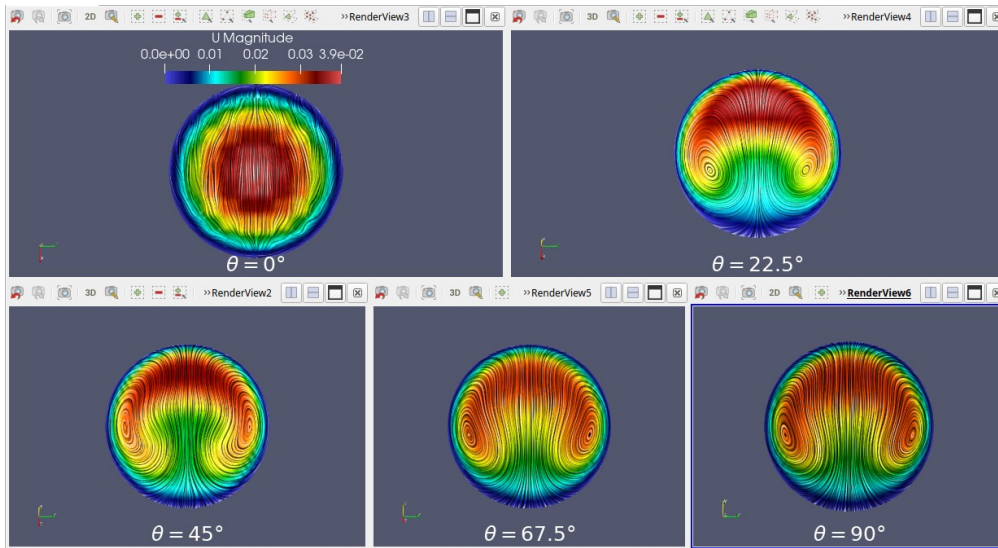 2D
»RenderView3
3D
»RenderView4
U Magnitude
0.0e+00 0.01 0.02 0.03 3.9e-02
θ = 0°
θ = 22.5°
3D
»RenderView2
3D
»RenderView5
2D
»RenderView6
θ = 45°
θ = 67.5°
θ = 90°